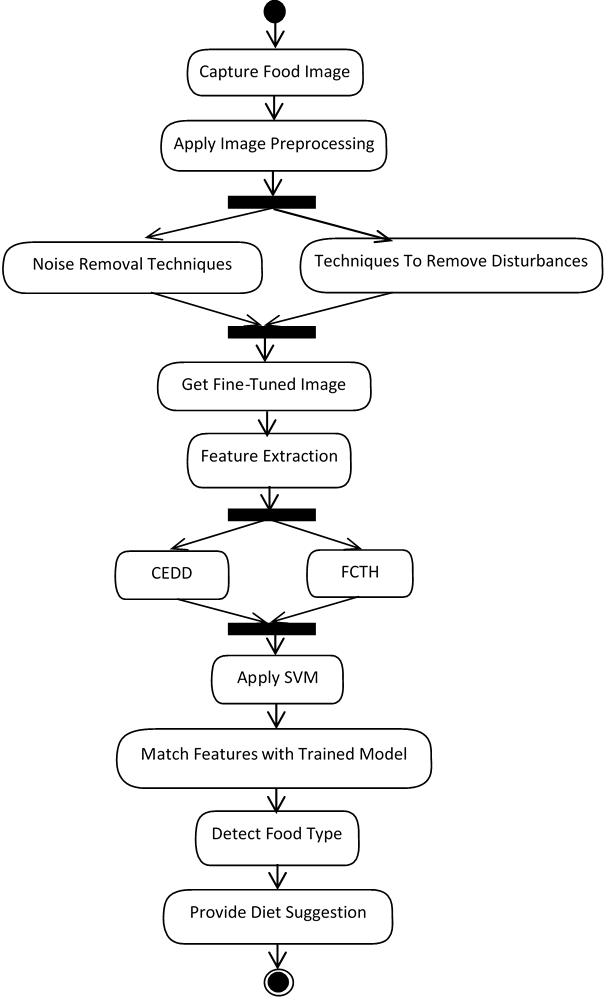 Capture Food Image
Apply Image Preprocessing
Noise Removal Techniques
Techniques To Remove Disturbances
Get Fine-Tuned Image
Feature Extraction
CEDD
FCTH
Apply SVM
Match Features with Trained Model
Detect Food Type
Provide Diet Suggestion